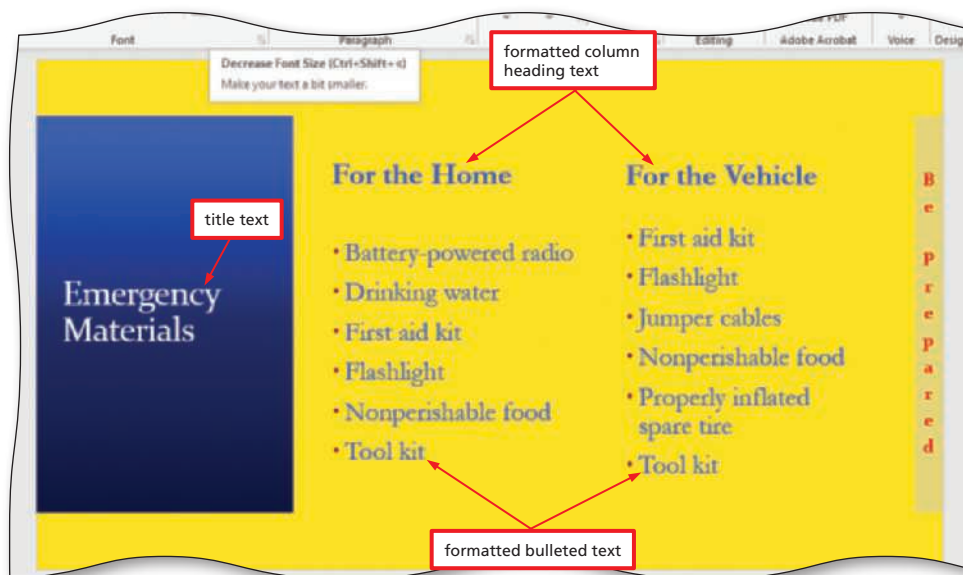 Font
Paragraph
Editing
Adobe Acrobat
Voice
Decrease Font Size (Ctrl+Shift+<)
Make your text a bit smaller.
formatted column
heading text
For the Home
For the Vehicle
title text
Emergency
Materials
• Battery-powered radio
• Drinking water
• First aid kit
• Flashlight
• Nonperishable food
• Tool kit
• First aid kit
• Flashlight
• Jumper cables
• Nonperishable food
• Properly inflated
spare tire
• Tool kit
Be Prepared
formatted bulleted text